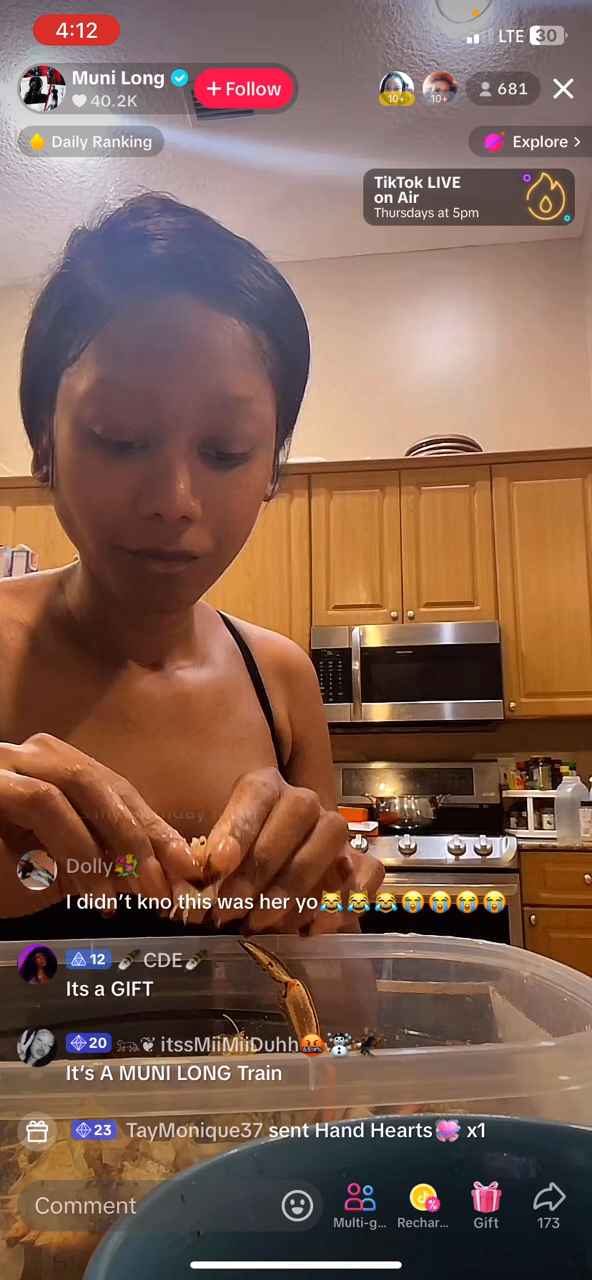 4:12
LTE 30
Muni Long
40.2K
+ Follow
10+
10+
681
Daily Ranking
Explore >
TikTok LIVE
on Air
Thursdays at 5pm
Dolly💐
I didn’t kno this was her yo😹😹😹😭😭😭😭
12 🪽 CDE🪽
Its a GIFT
20 🐆❦ itssMiiMiiDuhh🤬☃️
It’s A MUNI LONG Train
23 TayMonique37 sent Hand Hearts x1
Comment
Multi-g... Rechar... Gift 173